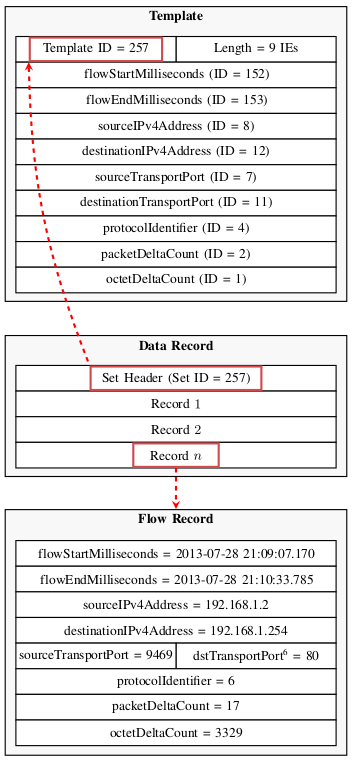 Template
Template ID = 257 Length = 9 IEs
flowStartMilliseconds (ID = 152)
flowEndMilliseconds (ID = 153)
sourceIPv4Address (ID = 8)
destinationIPv4Address (ID = 12)
sourceTransportPort (ID = 7)
destinationTransportPort (ID = 11)
protocolIdentifier (ID = 4)
packetDeltaCount (ID = 2)
octetDeltaCount (ID = 1)
Data Record
Set Header (Set ID = 257)
Record 1
Record 2
Record n
Flow Record
flowStartMilliseconds = 2013-07-28 21:09:07.170
flowEndMilliseconds = 2013-07-28 21:10:33.785
sourceIPv4Address = 192.168.1.2
destinationIPv4Address = 192.168.1.254
sourceTransportPort = 9469 dstTransportPort⁶ = 80
protocolIdentifier = 6
packetDeltaCount = 17
octetDeltaCount = 3329